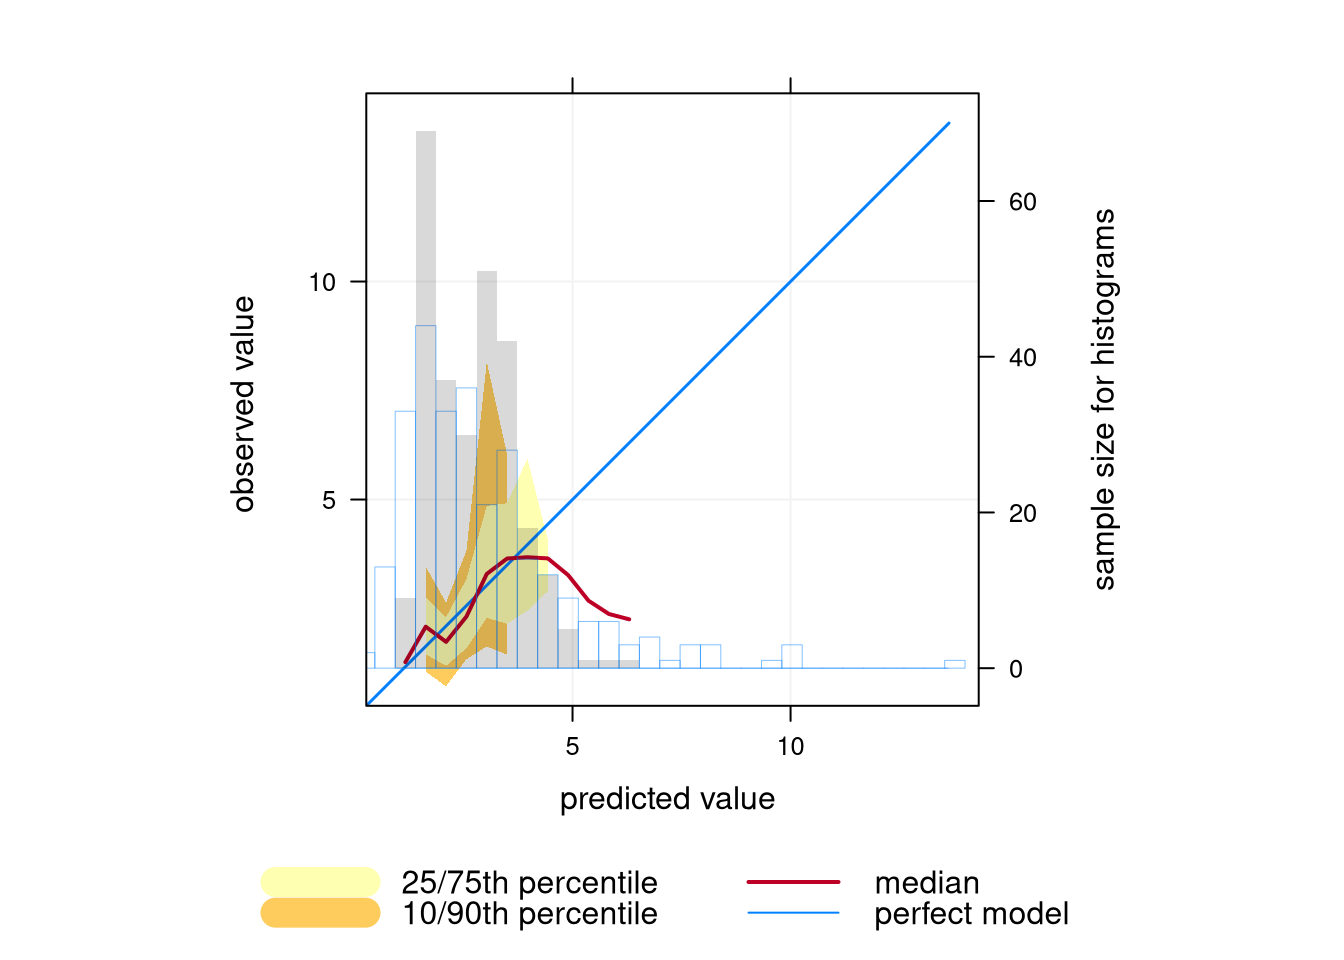 60
10
40
observed value
sample size for histograms
5
20
0
5
10
predicted value
25/75th percentile
median
10/90th percentile
perfect model